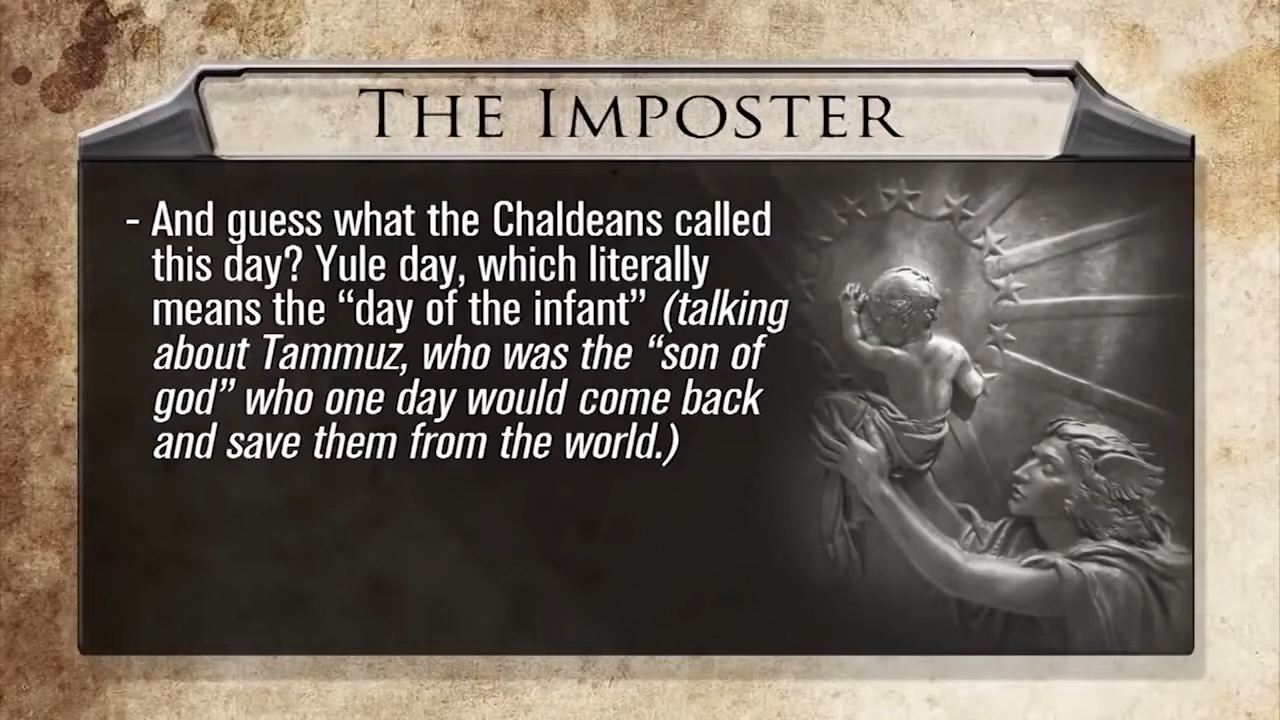 THE IMPOSTER
- And guess what the Chaldeans called
this day? Yule day, which literally
means the “day of the infant” (talking
about Tammuz, who was the “son of
god” who one day would come back
and save them from the world.)